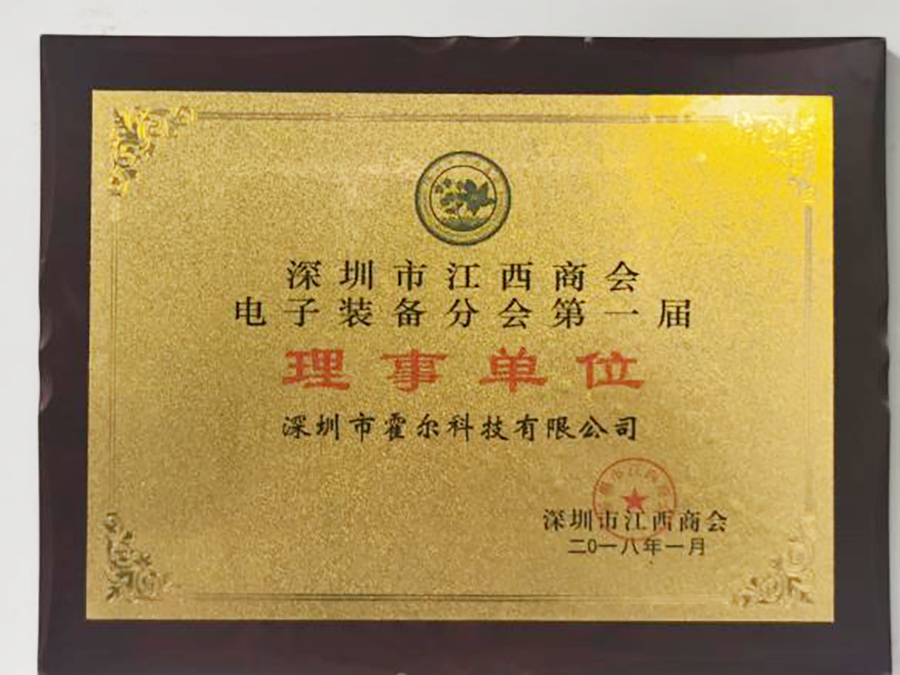 深圳市江西商会
电子装备分会第一届
理事单位
深圳市霍尔科技有限公司
深圳市江西商会
二0一八年一月